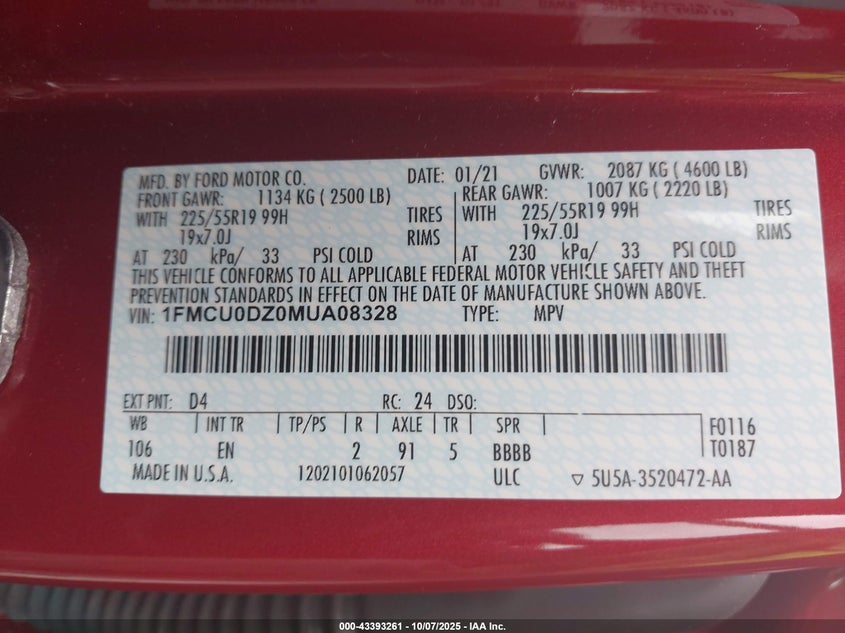 MFD. BY FORD MOTOR CO. DATE: 01/21 GVWR: 2087 KG ( 4600 LB)
FRONT GAWR: 1134 KG ( 2500 LB) REAR GAWR: 1007 KG ( 2220 LB)
WITH 225/55R19 99H TIRES WITH 225/55R19 99H TIRES
19x7.0J RIMS 19x7.0J RIMS
AT 230 kPa/ 33 PSI COLD AT 230 kPa/ 33 PSI COLD
THIS VEHICLE CONFORMS TO ALL APPLICABLE FEDERAL MOTOR VEHICLE SAFETY AND THEFT
PREVENTION STANDARDS IN EFFECT ON THE DATE OF MANUFACTURE SHOWN ABOVE.
VIN: 1FMCU0DZ0MUA08328 TYPE: MPV
EXT PNT: D4 RC: 24 DSO:
WB INT TR TP/PS R AXLE TR SPR F0116
106 EN 2 91 5 BBBB T0187
MADE IN U.S.A. 1202101062057 ULC ▽ 5U5A-3520472-AA
000-43393261 - 10/07/2025 - IAA Inc.